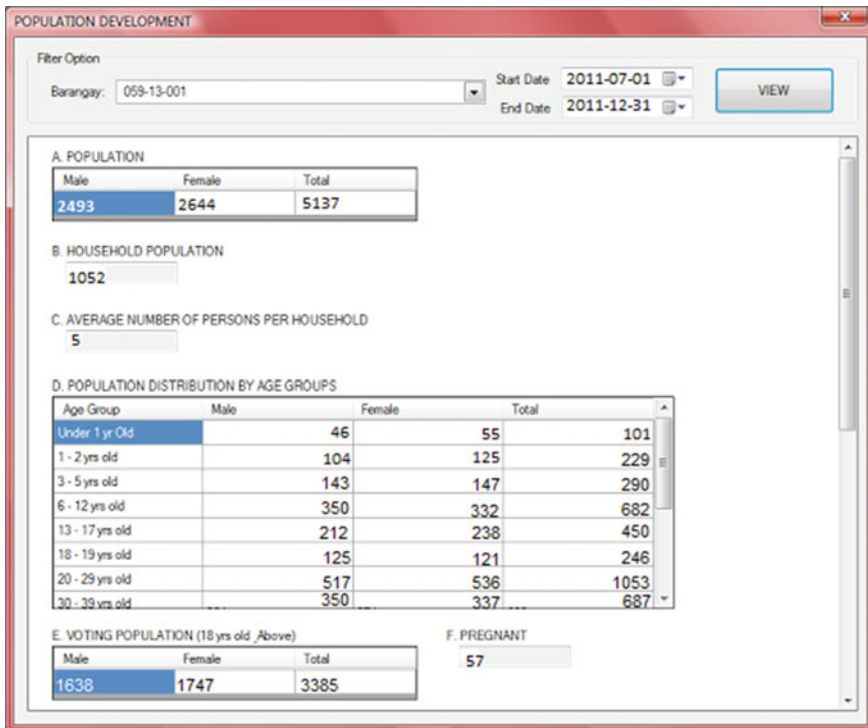 POPULATION DEVELOPMENT
Filter Option
Barangay: 059-13-001
Start Date 2011-07-01
End Date 2011-12-31
VIEW
A. POPULATION
Male Female Total
2493 2644 5137
B. HOUSEHOLD POPULATION
1052
C. AVERAGE NUMBER OF PERSONS PER HOUSEHOLD
5
D. POPULATION DISTRIBUTION BY AGE GROUPS
Age Group Male Female Total
Under 1 yr Old 46 55 101
1 - 2 yrs old 104 125 229
3 - 5 yrs old 143 147 290
6 - 12 yrs old 350 332 682
13 - 17 yrs old 212 238 450
18 - 19 yrs old 125 121 246
20 - 29 yrs old 517 536 1053
30 - 39 yrs old 350 337 687
E. VOTING POPULATION (18 yrs old ,Above) F. PREGNANT
Male Female Total
57
1638 1747 3385